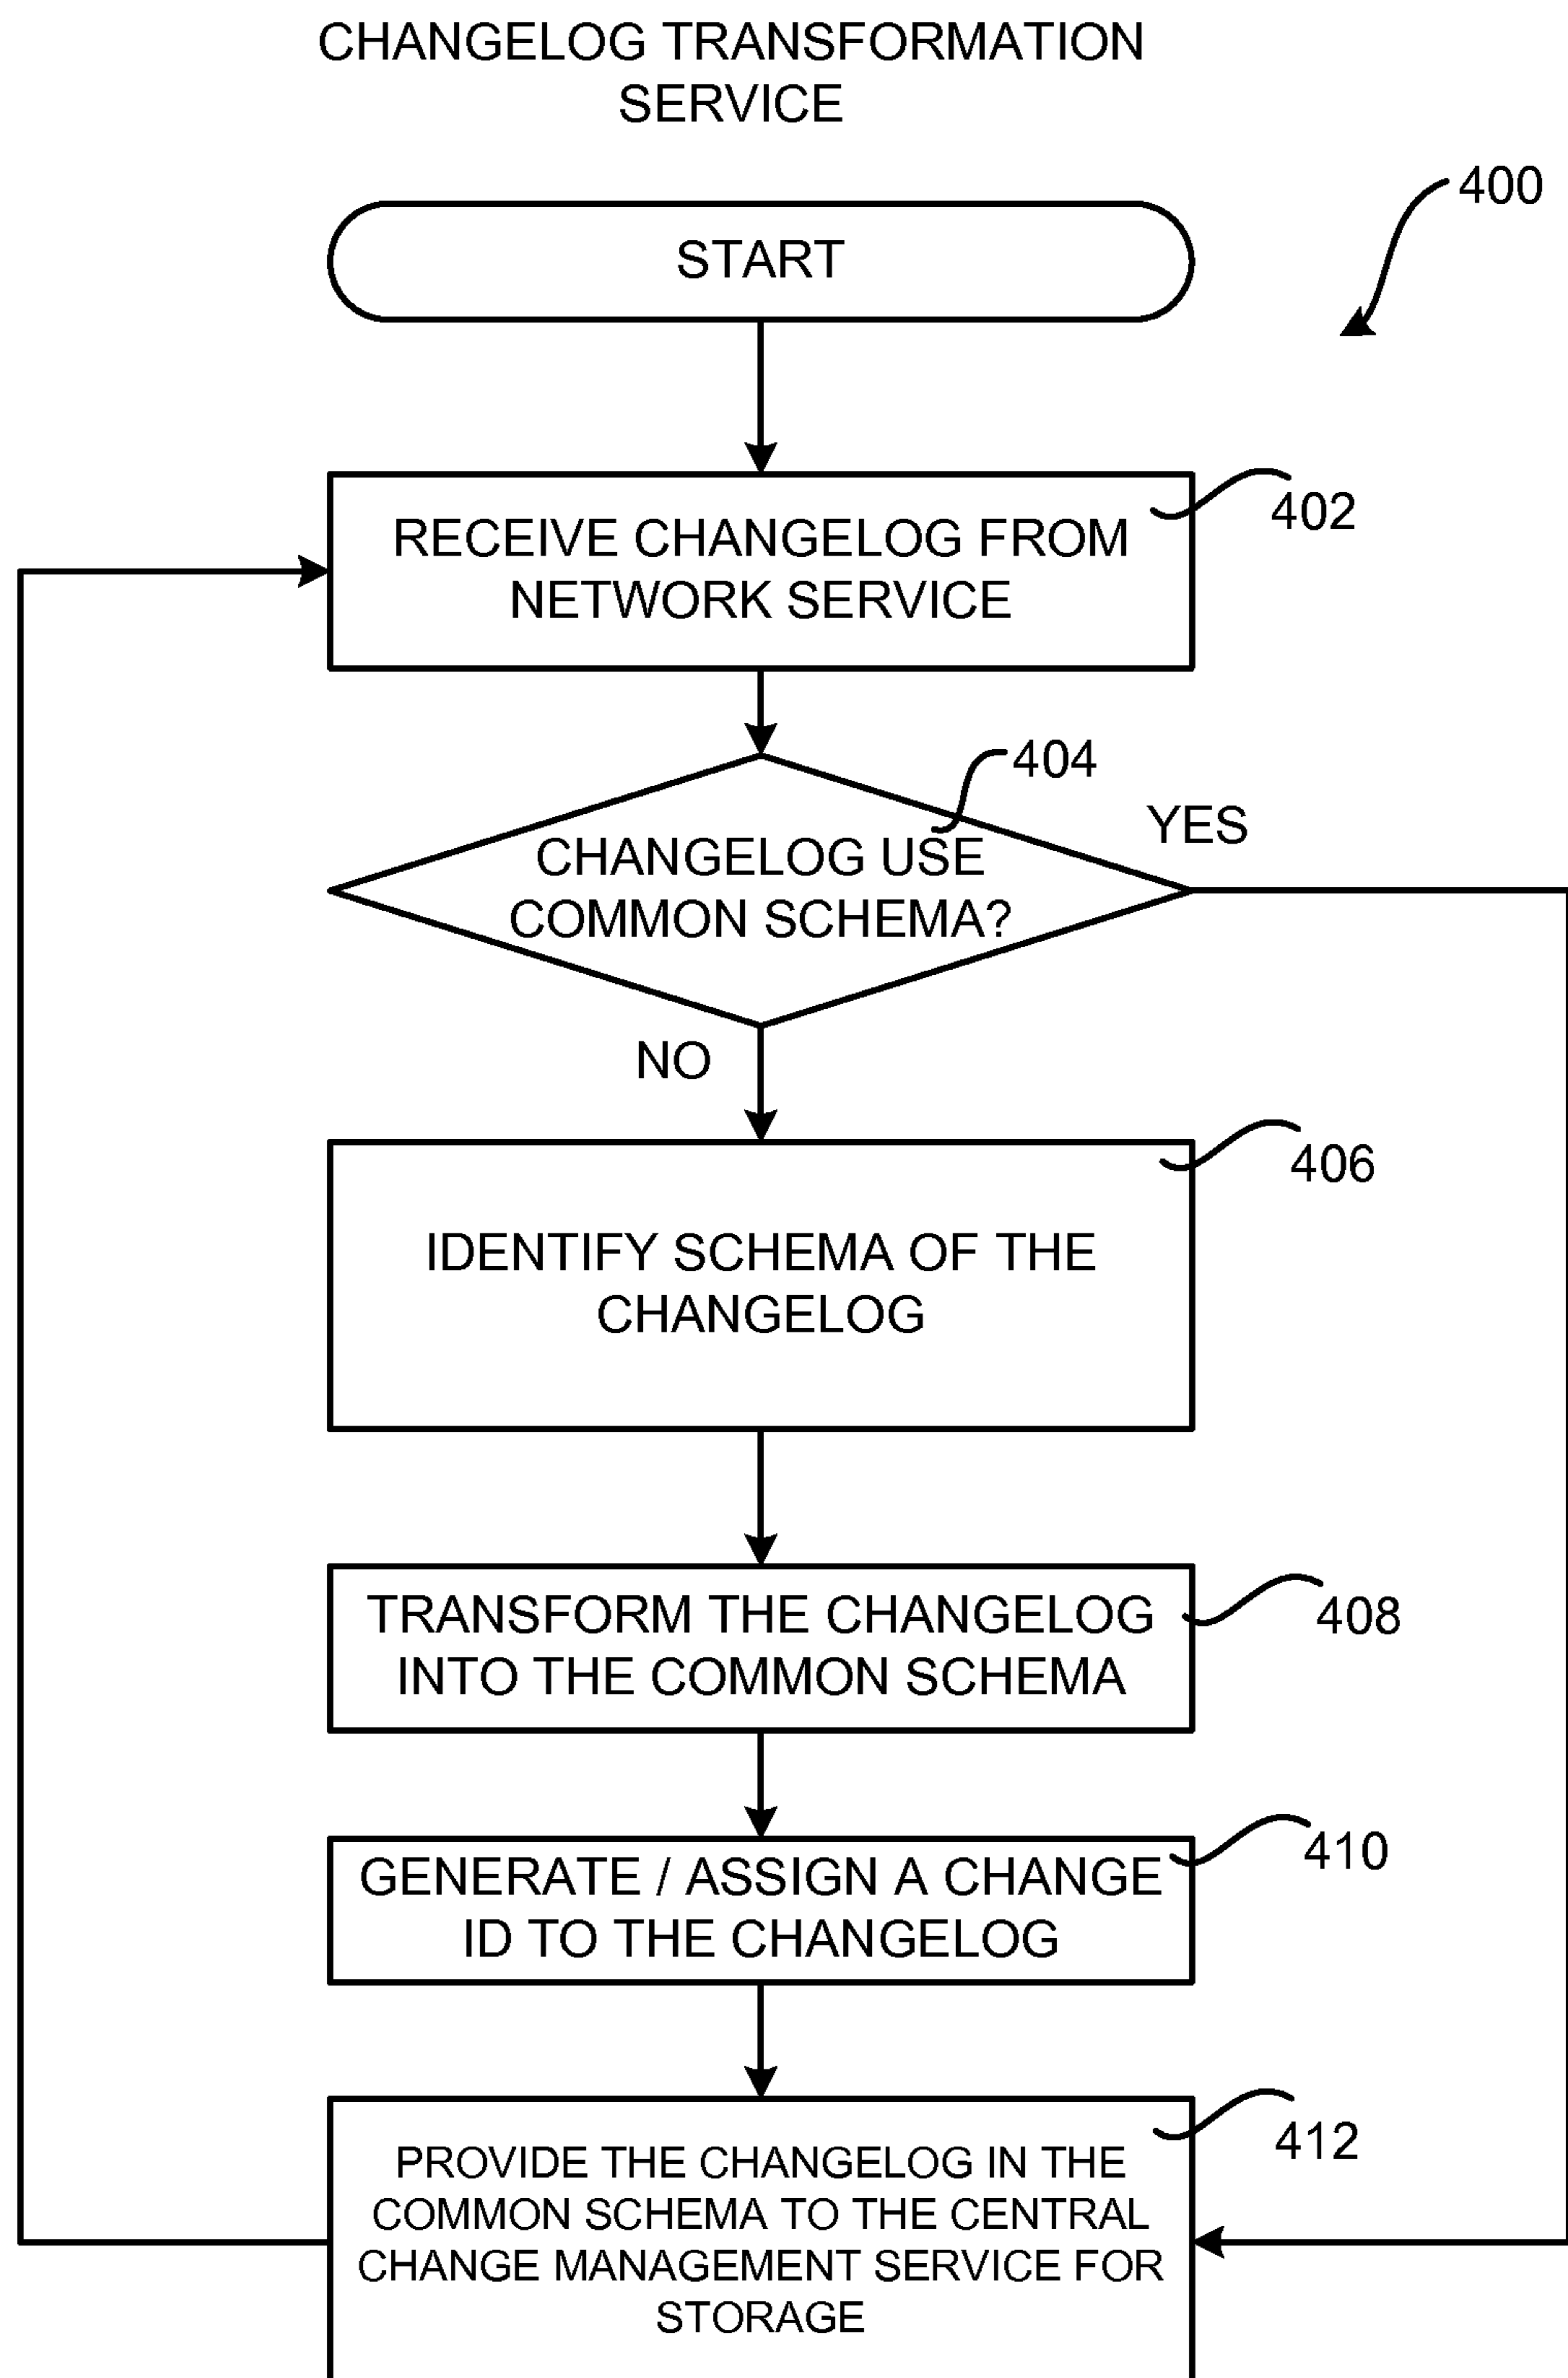 CHANGELOG TRANSFORMATION
SERVICE
400
START
402
RECEIVE CHANGELOG FROM
NETWORK SERVICE
404
YES
CHANGELOG USE
COMMON SCHEMA?
NO
406
IDENTIFY SCHEMA OF THE
CHANGELOG
408
TRANSFORM THE CHANGELOG
INTO THE COMMON SCHEMA
410
GENERATE / ASSIGN A CHANGE
ID TO THE CHANGELOG
412
PROVIDE THE CHANGELOG IN THE
COMMON SCHEMA TO THE CENTRAL
CHANGE MANAGEMENT SERVICE FOR
STORAGE